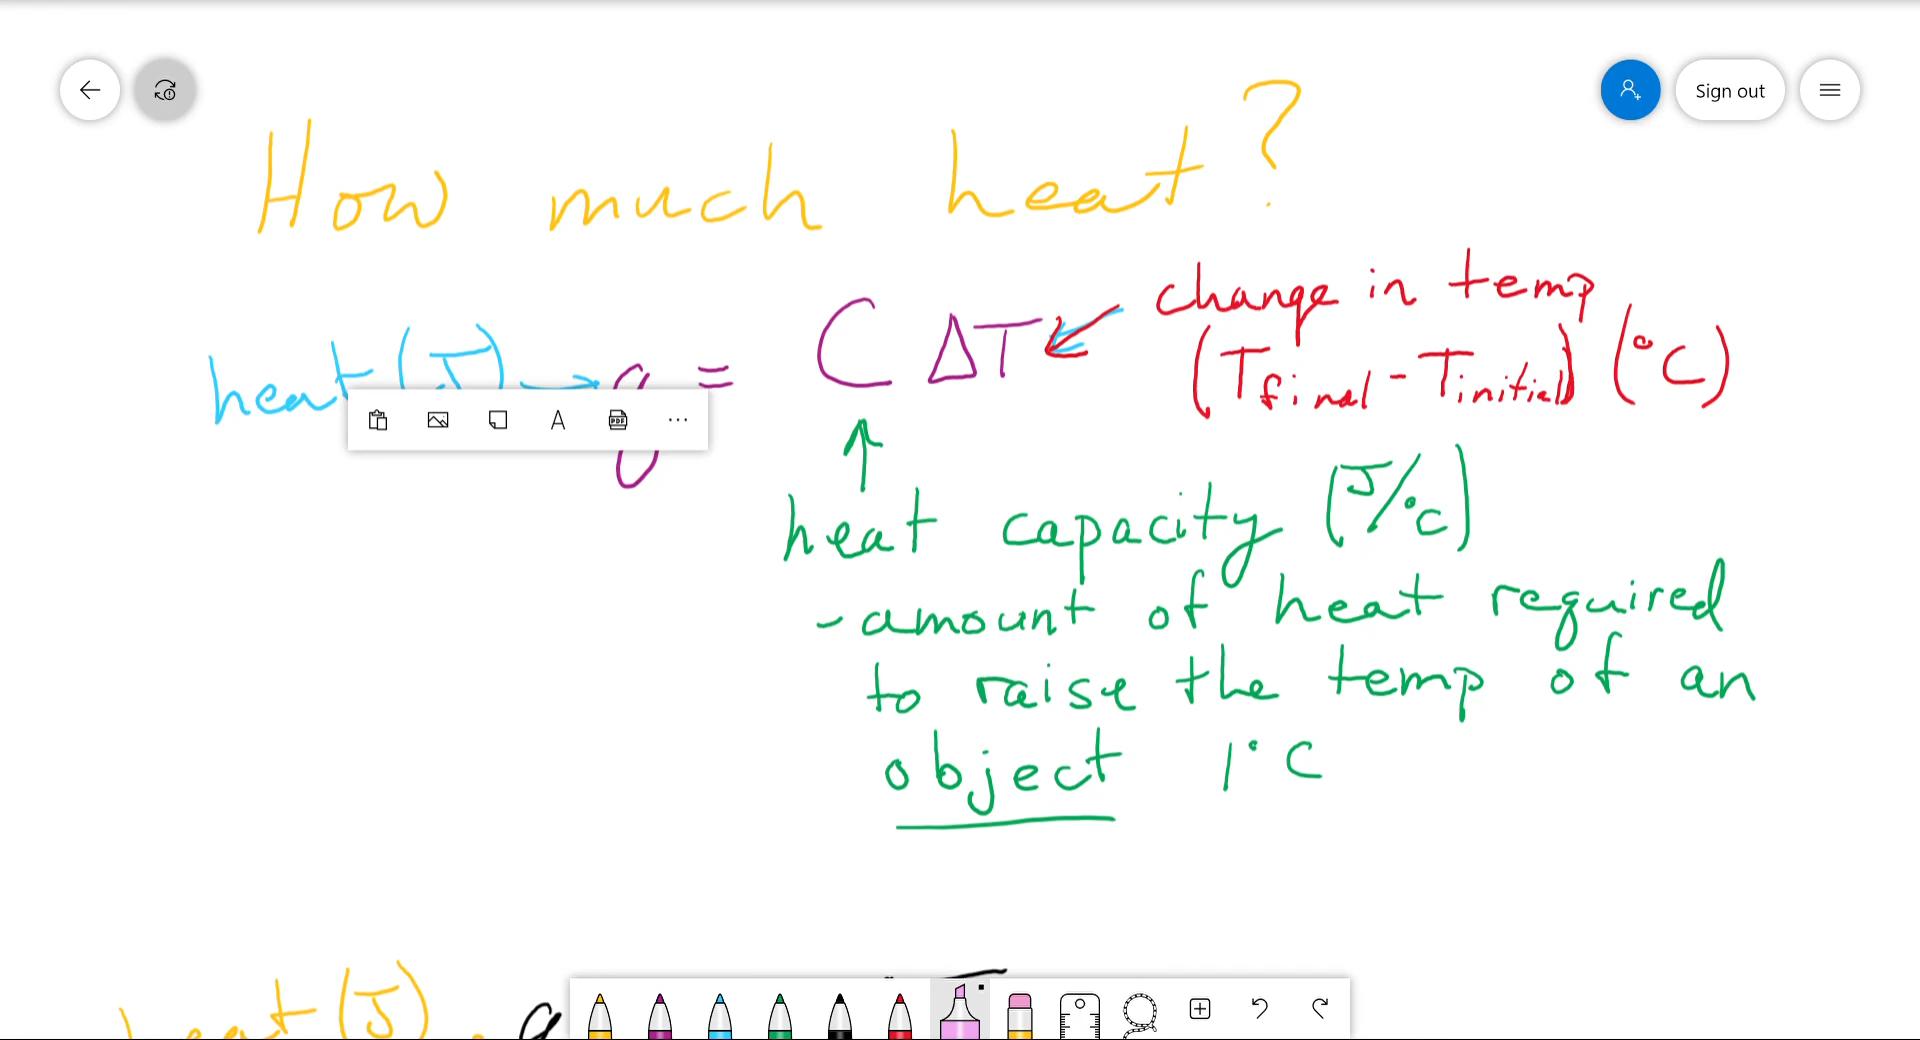 Sign out
How much heat?
heat (J) → q = C ΔT ← change in temp
(Tfinal - Tinitial) (°C)
↑
heat capacity (J/°C)
- amount of heat required
to raise the temp of an
object 1°C
heat (J)